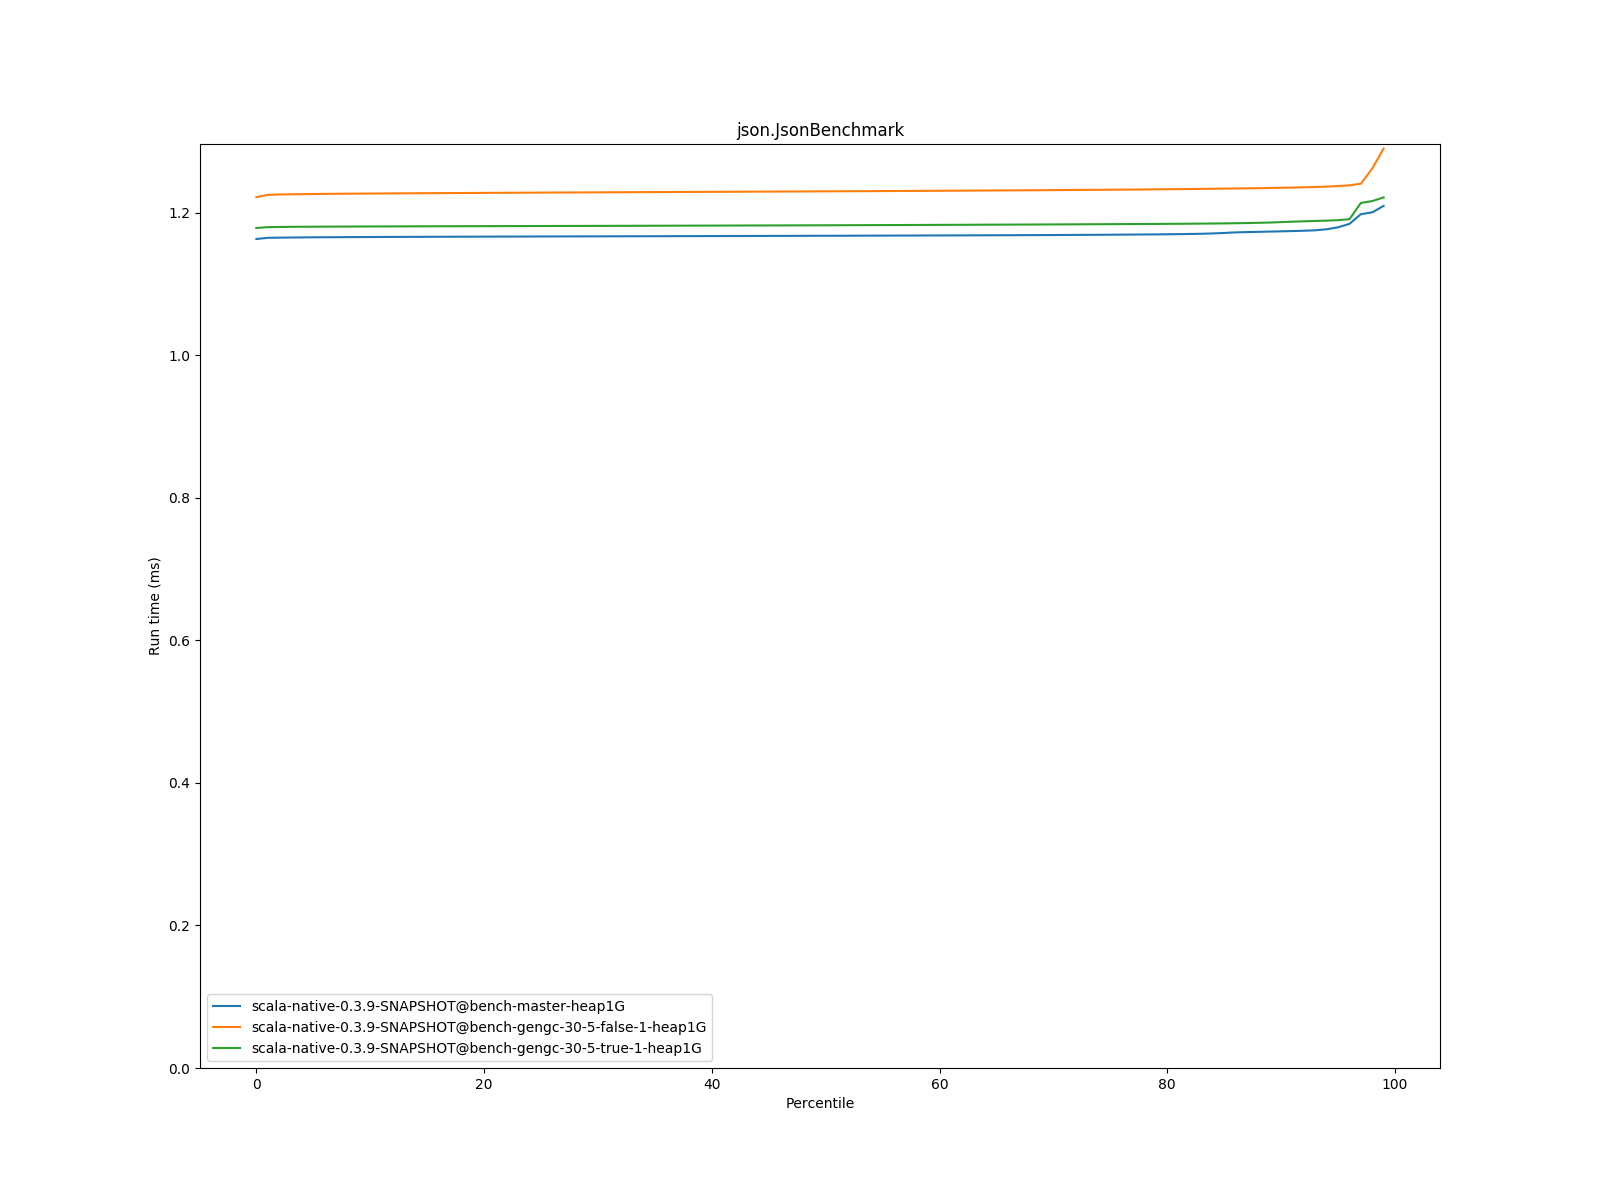 json.JsonBenchmark
Run time (ms)
1.2
1.0
0.8
0.6
0.4
0.2
0.0
scala-native-0.3.9-SNAPSHOT@bench-master-heap1G
scala-native-0.3.9-SNAPSHOT@bench-gengc-30-5-false-1-heap1G
scala-native-0.3.9-SNAPSHOT@bench-gengc-30-5-true-1-heap1G
0 20 40 60 80 100
Percentile